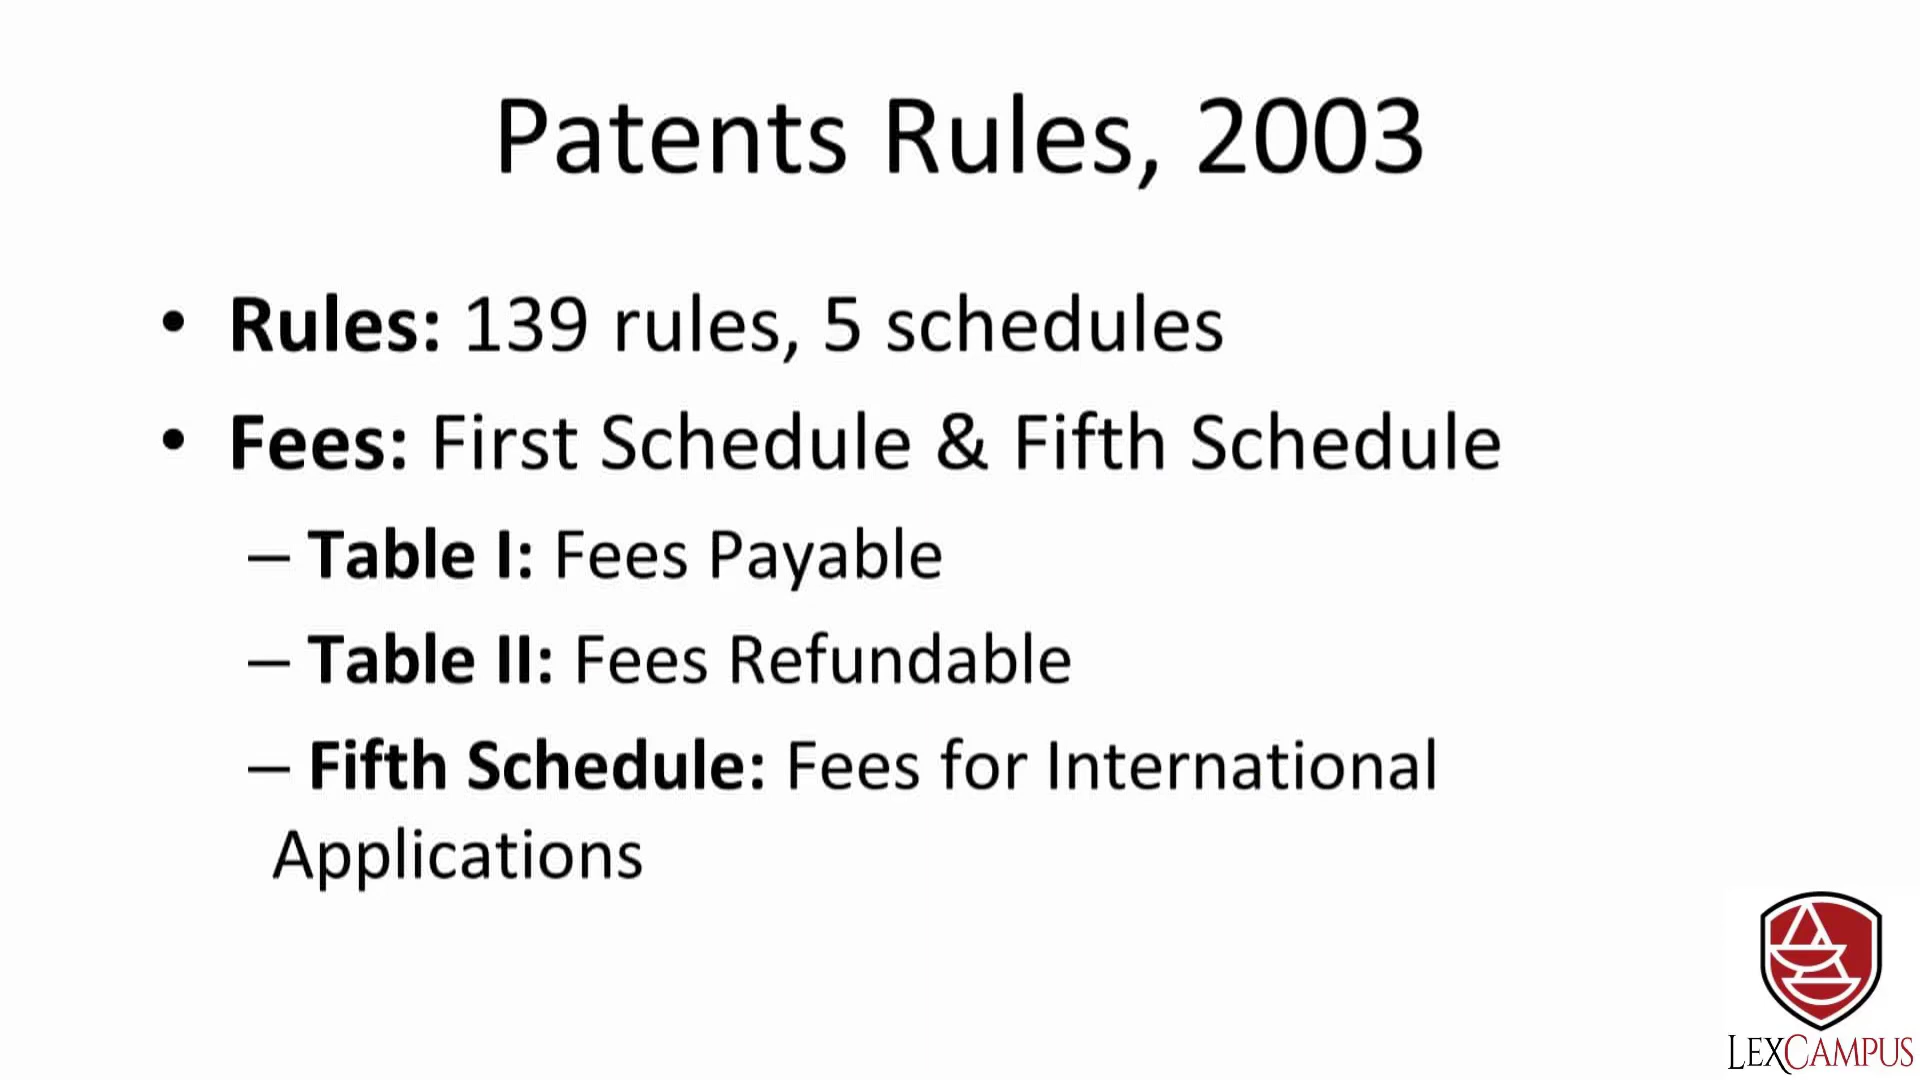 Patents Rules, 2003
• Rules: 139 rules, 5 schedules
• Fees: First Schedule & Fifth Schedule
– Table I: Fees Payable
– Table II: Fees Refundable
– Fifth Schedule: Fees for International
Applications
LEXCAMPUS